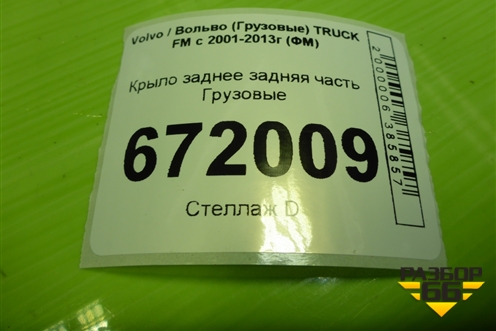 Volvo / Вольво (Грузовые) TRUCK
FM с 2001-2013г (ФМ)
Крыло заднее задняя часть
Грузовые
672009
Стеллаж D
2000006385857
РАЗБОР
66